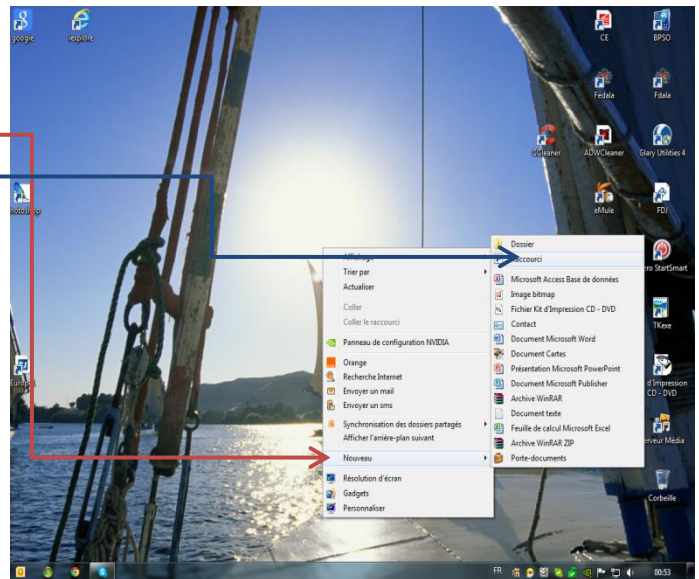 google
iexplore
CE
BPSO
Fédala
Fdala
ADWCleaner
Glary Utilities 4
eMule
FDJ
StartSmart
TKexe
d'Impression
CD - DVD
Média
Corbeille
Trier par
Actualiser
Coller
Coller le raccourci
Panneau de configuration NVIDIA
Orange
Recherche Internet
Envoyer un mail
Envoyer un sms
Synchronisation des dossiers partagés
Afficher l'arrière-plan suivant
Nouveau
Résolution d'écran
Gadgets
Personnaliser
Dossier
Raccourci
Microsoft Access Base de données
Image bitmap
Fichier Kit d'Impression CD - DVD
Contact
Document Microsoft Word
Document Cartes
Présentation Microsoft PowerPoint
Document Microsoft Publisher
Archive WinRAR
Document texte
Feuille de calcul Microsoft Excel
Archive WinRAR ZIP
Porte-documents
FR
00:53